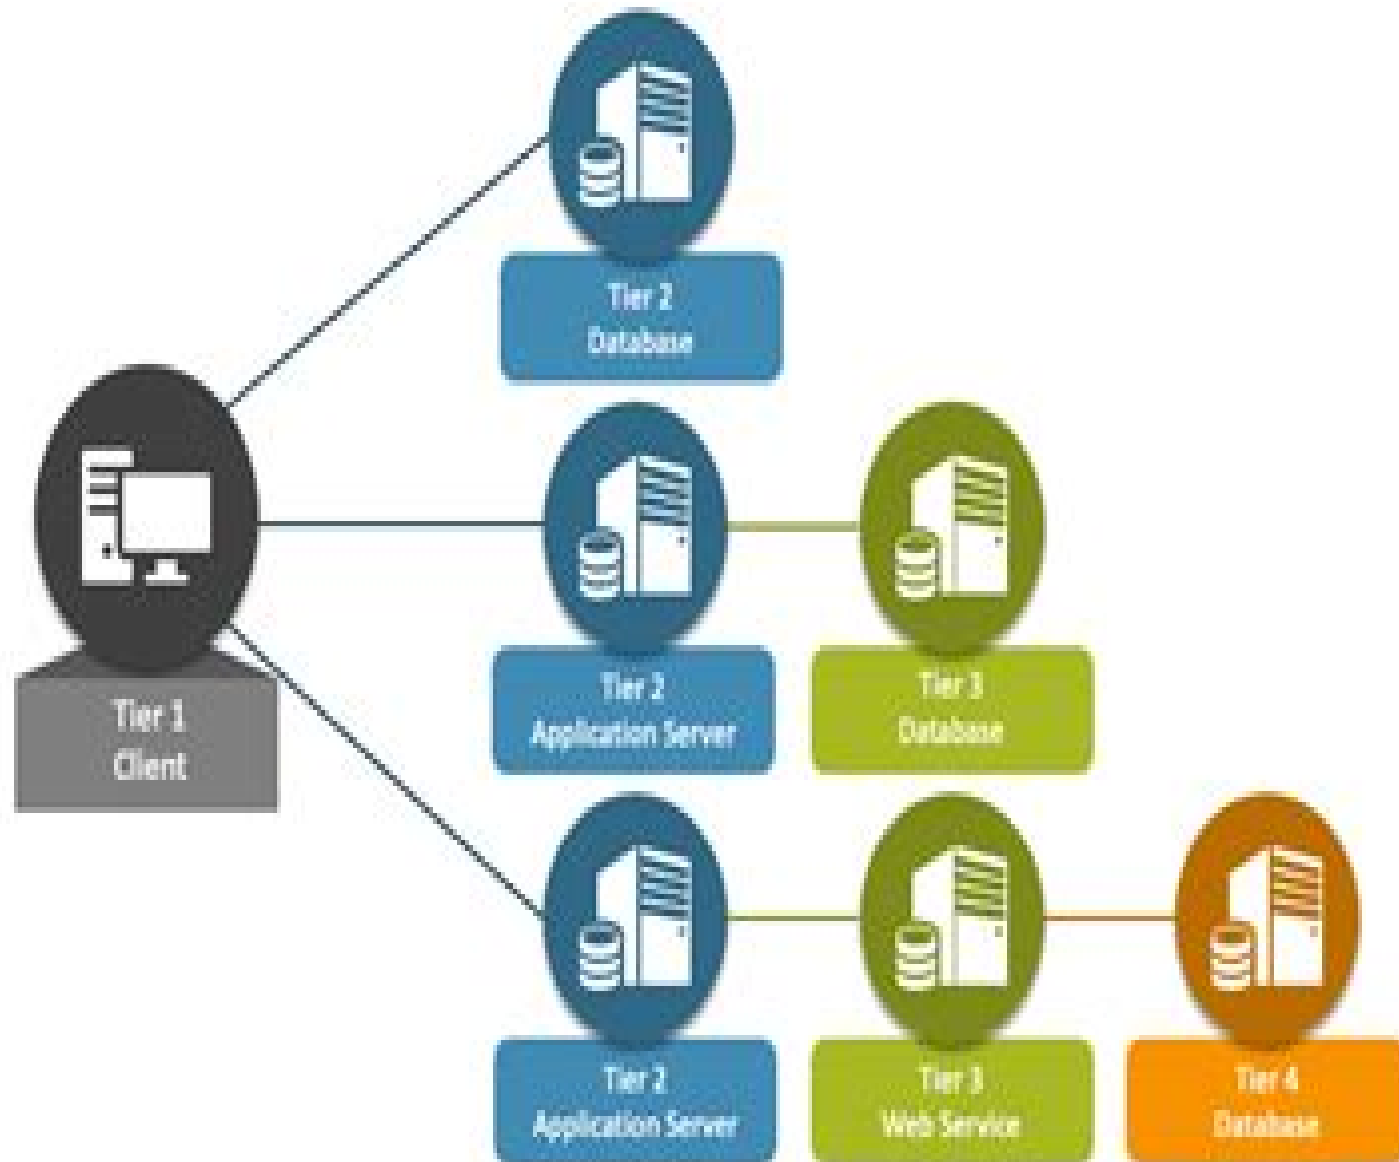 Tier 2
Database
Tier 1
Client
Tier 2
Application Server
Tier 3
Database
Tier 2
Application Server
Tier 3
Web Service
Tier 4
Database